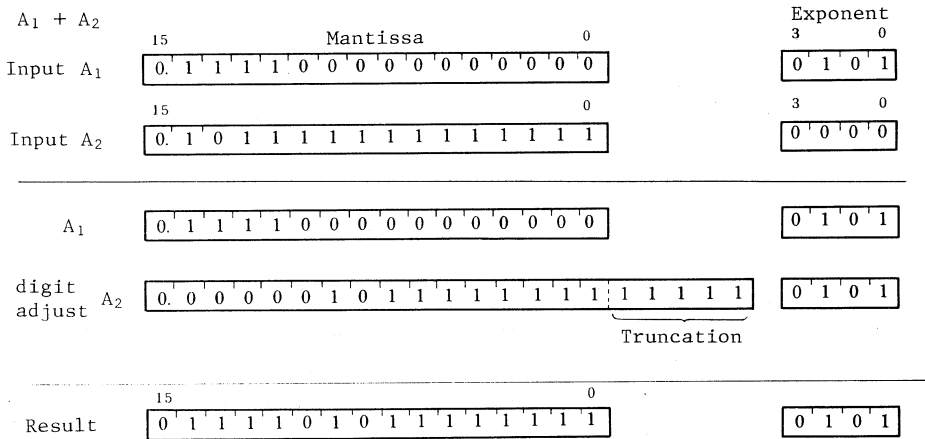 A₁ + A₂
Exponent
15 Mantissa 0 3 0
Input A₁ 0. 1 1 1 1 0 0 0 0 0 0 0 0 0 0 0 0 1 0 1
15 0 3 0
Input A₂ 0. 1 0 1 1 1 1 1 1 1 1 1 1 1 1 1 0 0 0 0
A₁ 0. 1 1 1 1 0 0 0 0 0 0 0 0 0 0 0 0 1 0 1
digit
adjust A₂ 0. 0 0 0 0 0 1 0 1 1 1 1 1 1 1 1 1 1 1 1 1 0 1 0 1
Truncation
15 0
Result 0 1 1 1 1 0 1 0 1 1 1 1 1 1 1 1 0 1 0 1